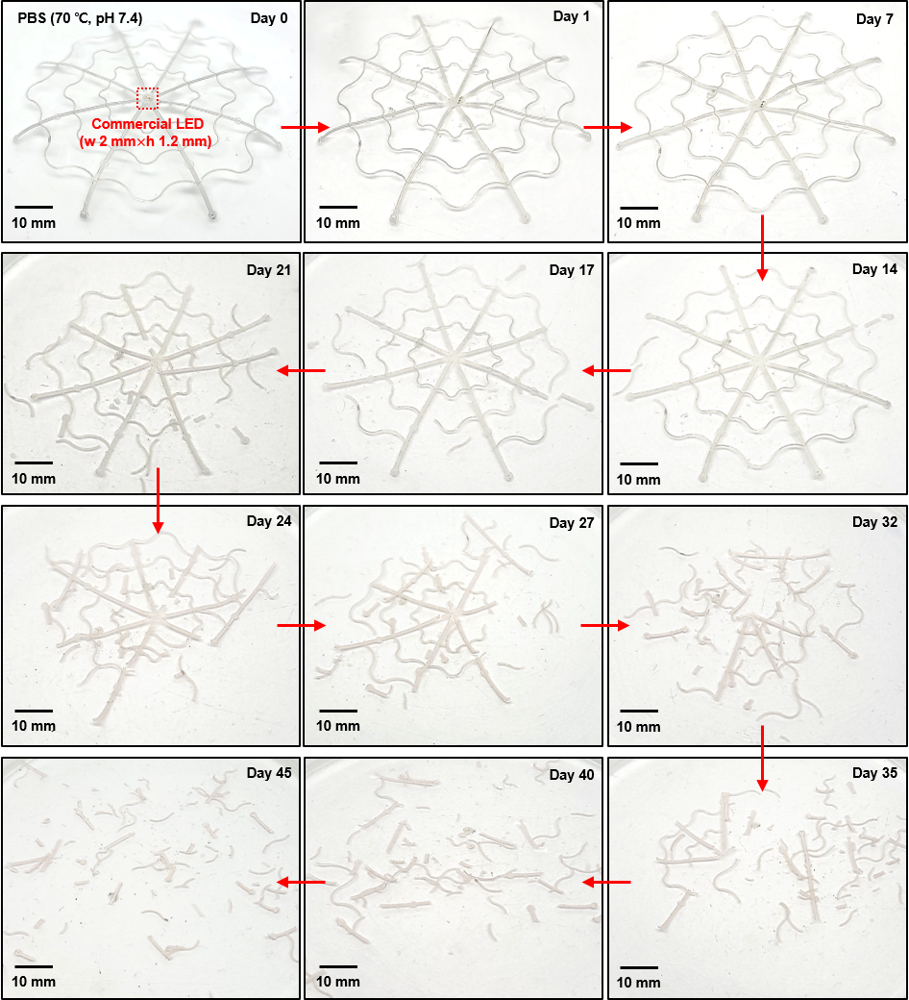 PBS (70 ℃, pH 7.4)
Day 0
Commercial LED
(w 2 mm×h 1.2 mm)
10 mm
Day 1
10 mm
Day 7
10 mm
Day 21
10 mm
Day 17
10 mm
Day 14
10 mm
Day 24
10 mm
Day 27
10 mm
Day 32
10 mm
Day 45
10 mm
Day 40
10 mm
Day 35
10 mm